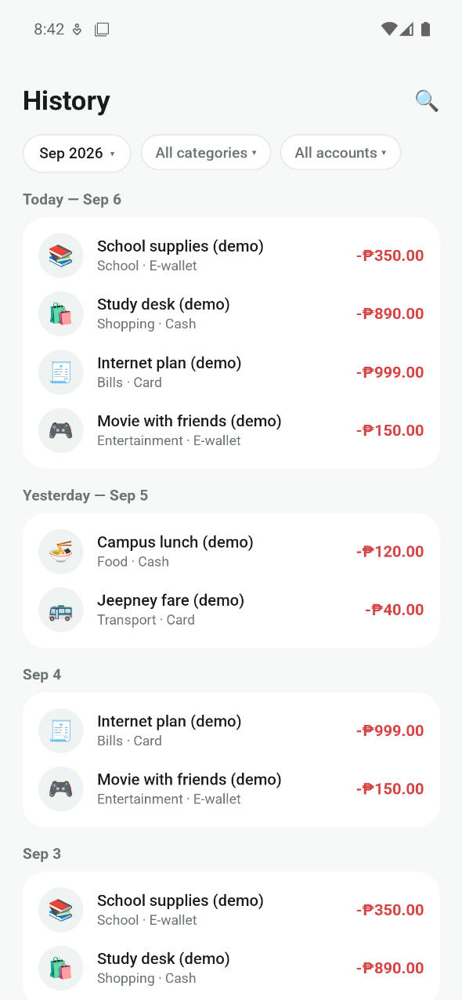 8:42
History
Sep 2026 ▾
All categories ▾
All accounts ▾
Today — Sep 6
School supplies (demo)
School · E-wallet
-₱350.00
Study desk (demo)
Shopping · Cash
-₱890.00
Internet plan (demo)
Bills · Card
-₱999.00
Movie with friends (demo)
Entertainment · E-wallet
-₱150.00
Yesterday — Sep 5
Campus lunch (demo)
Food · Cash
-₱120.00
Jeepney fare (demo)
Transport · Card
-₱40.00
Sep 4
Internet plan (demo)
Bills · Card
-₱999.00
Movie with friends (demo)
Entertainment · E-wallet
-₱150.00
Sep 3
School supplies (demo)
School · E-wallet
-₱350.00
Study desk (demo)
Shopping · Cash
-₱890.00